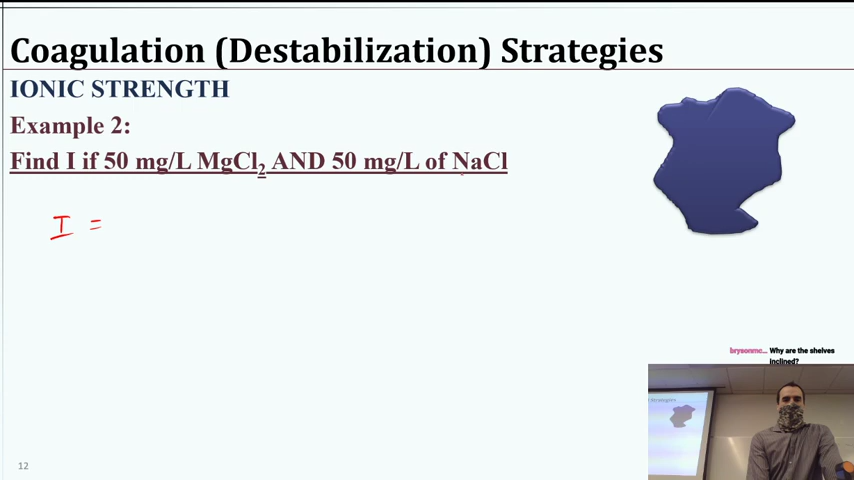 Coagulation (Destabilization) Strategies
IONIC STRENGTH
Example 2:
Find I if 50 mg/L MgCl₂ AND 50 mg/L of NaCl
I =
brysonmc... Why are the shelves
inclined?
Strategies
12